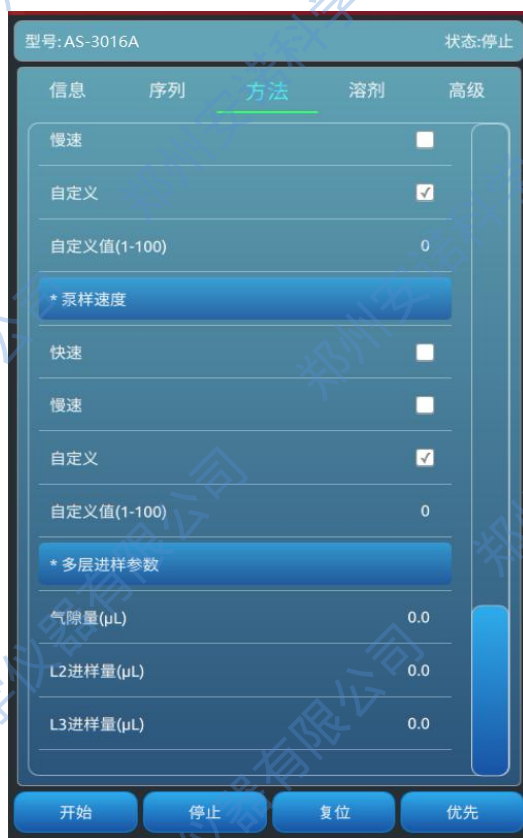 型号:AS-3016A 状态:停止
信息 序列 方法 溶剂 高级
慢速
自定义
自定义值(1-100) 0
* 泵样速度
快速
慢速
自定义
自定义值(1-100) 0
* 多层进样参数
气隙量(μL) 0.0
L2进样量(μL) 0.0
L3进样量(μL) 0.0
开始 停止 复位 优先